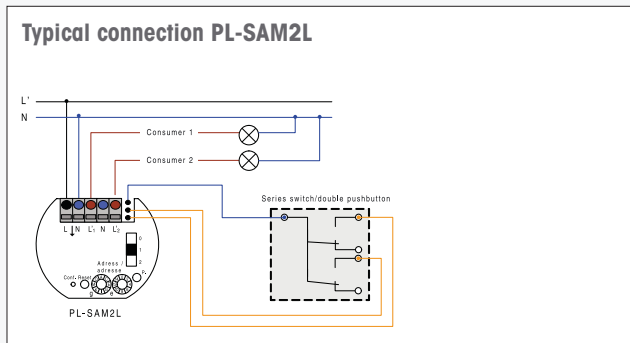 Typical connection PL-SAM2L
L'
N
Consumer 1
Consumer 2
Series switch/double pushbutton
L N L'1 N L'2
0
1
2
Adress /
adresse
P.
Conf. Reset
g e
PL-SAM2L